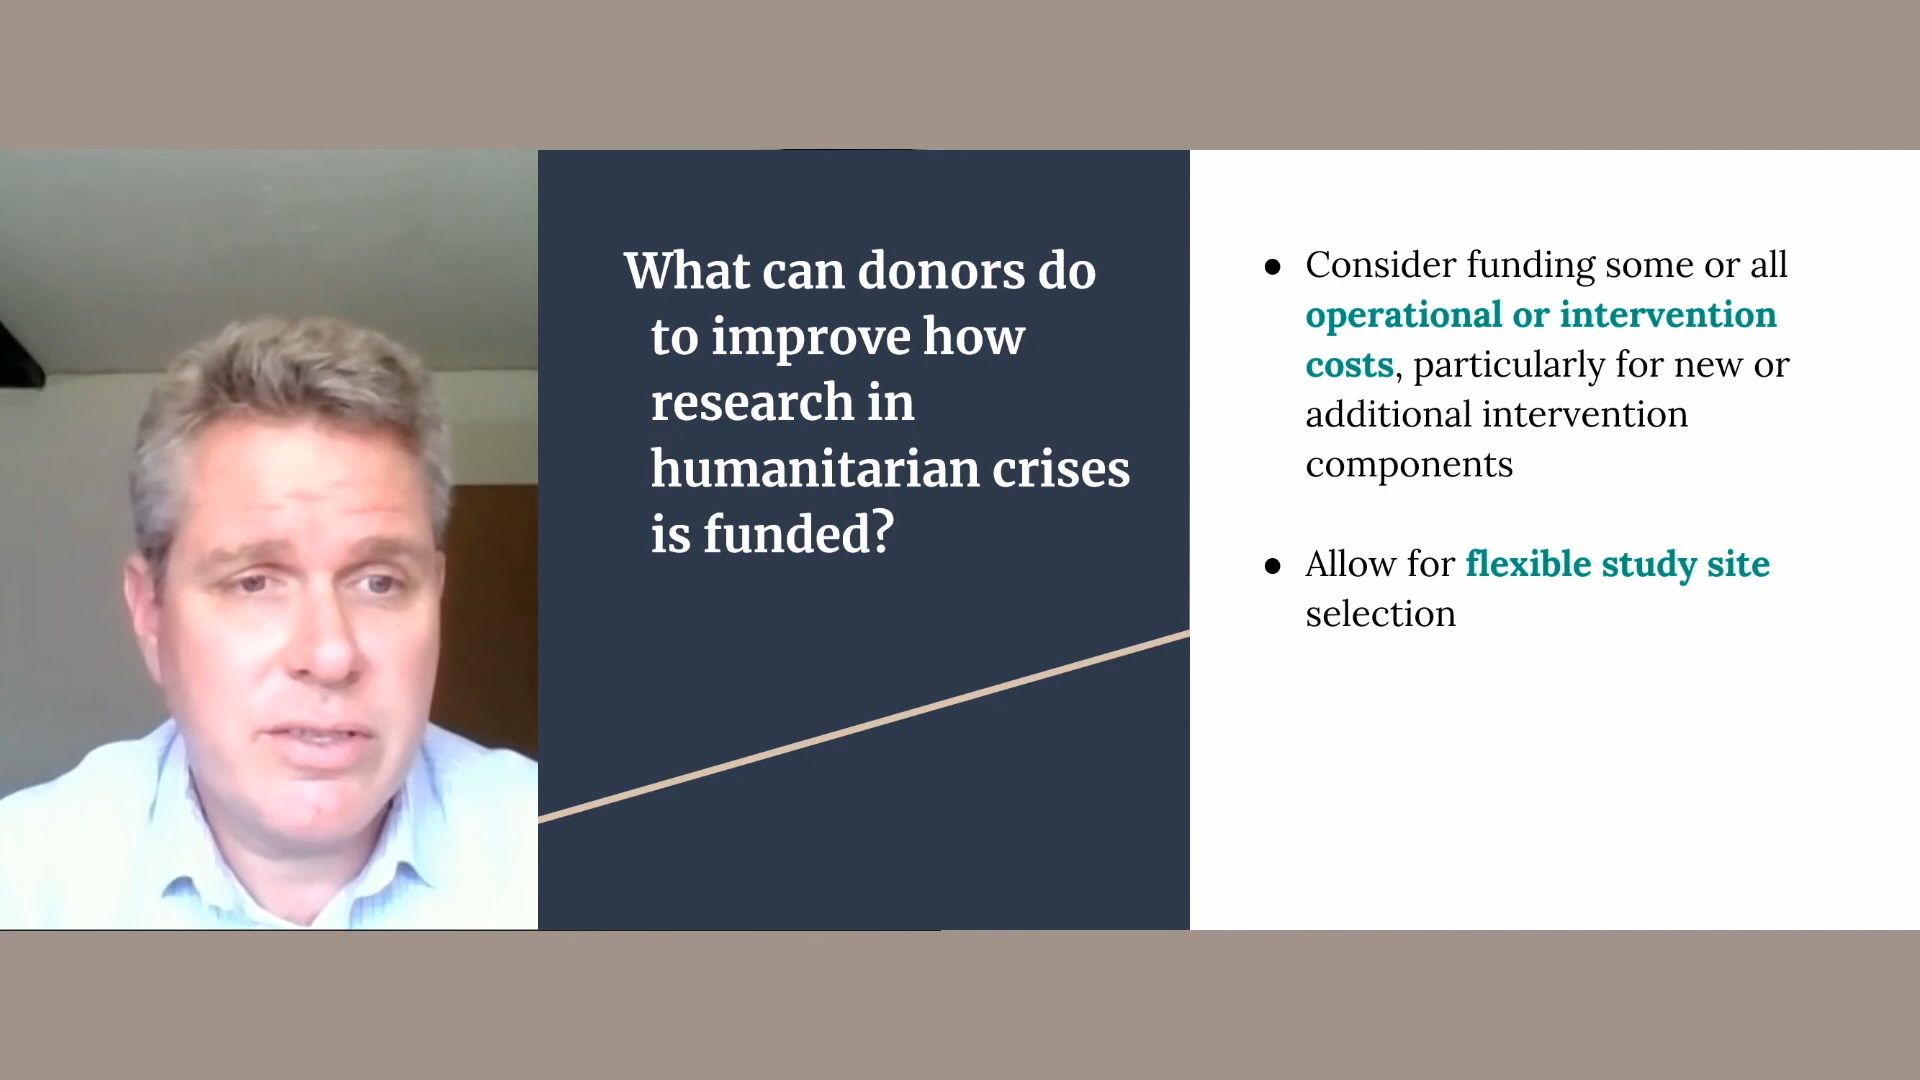 What can donors do
to improve how
research in
humanitarian crises
is funded?
● Consider funding some or all
operational or intervention
costs, particularly for new or
additional intervention
components
● Allow for flexible study site
selection